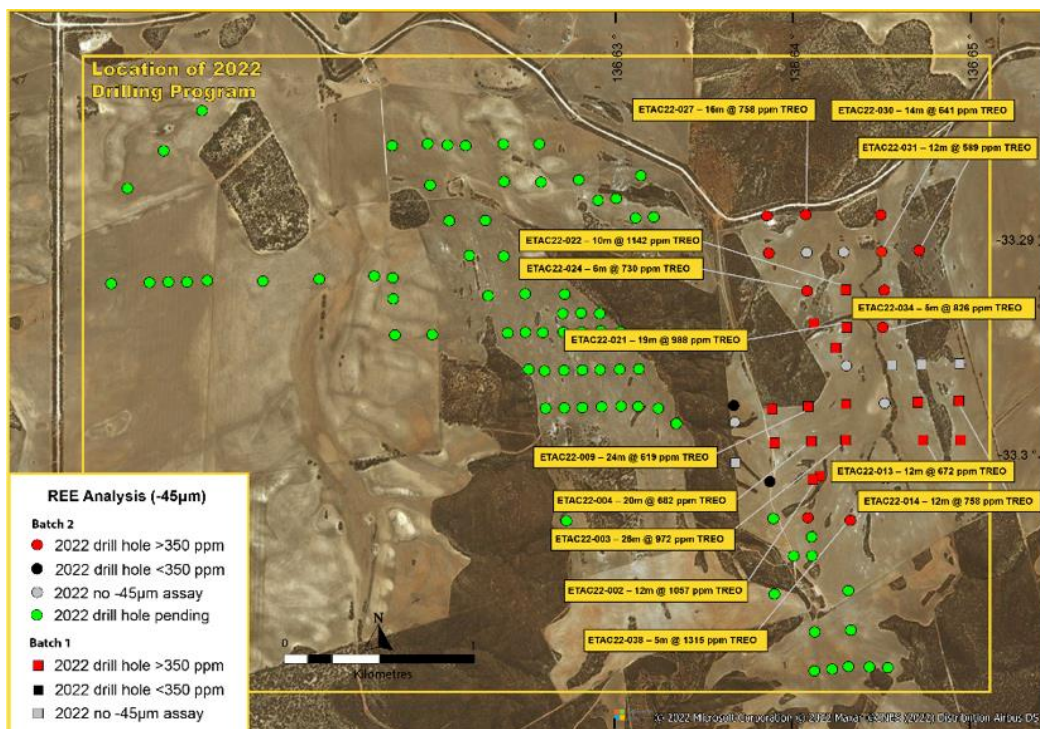 Location of 2022
Drilling Program
136.63
136.64
136.65
ETAC22-027 – 16m @ 758 ppm TREO
ETAC22-030 – 14m @ 641 ppm TREO
ETAC22-031 – 12m @ 589 ppm TREO
-33.29
ETAC22-022 – 10m @ 1142 ppm TREO
ETAC22-024 – 6m @ 730 ppm TREO
ETAC22-034 – 5m @ 826 ppm TREO
ETAC22-021 – 19m @ 988 ppm TREO
-33.3 °
ETAC22-009 – 24m @ 619 ppm TREO
ETAC22-013 – 12m @ 672 ppm TREO
ETAC22-004 – 20m @ 682 ppm TREO
ETAC22-014 – 12m @ 758 ppm TREO
ETAC22-003 – 26m @ 972 ppm TREO
ETAC22-002 – 12m @ 1057 ppm TREO
ETAC22-038 – 5m @ 1315 ppm TREO
REE Analysis (-45µm)
Batch 2
2022 drill hole >350 ppm
2022 drill hole <350 ppm
2022 no -45µm assay
2022 drill hole pending
Batch 1
2022 drill hole >350 ppm
2022 drill hole <350 ppm
2022 no -45µm assay
N
0 1
Kilometres
© 2022 Microsoft Corporation © 2022 Maxar CNES (2022) Distribution Airbus DS